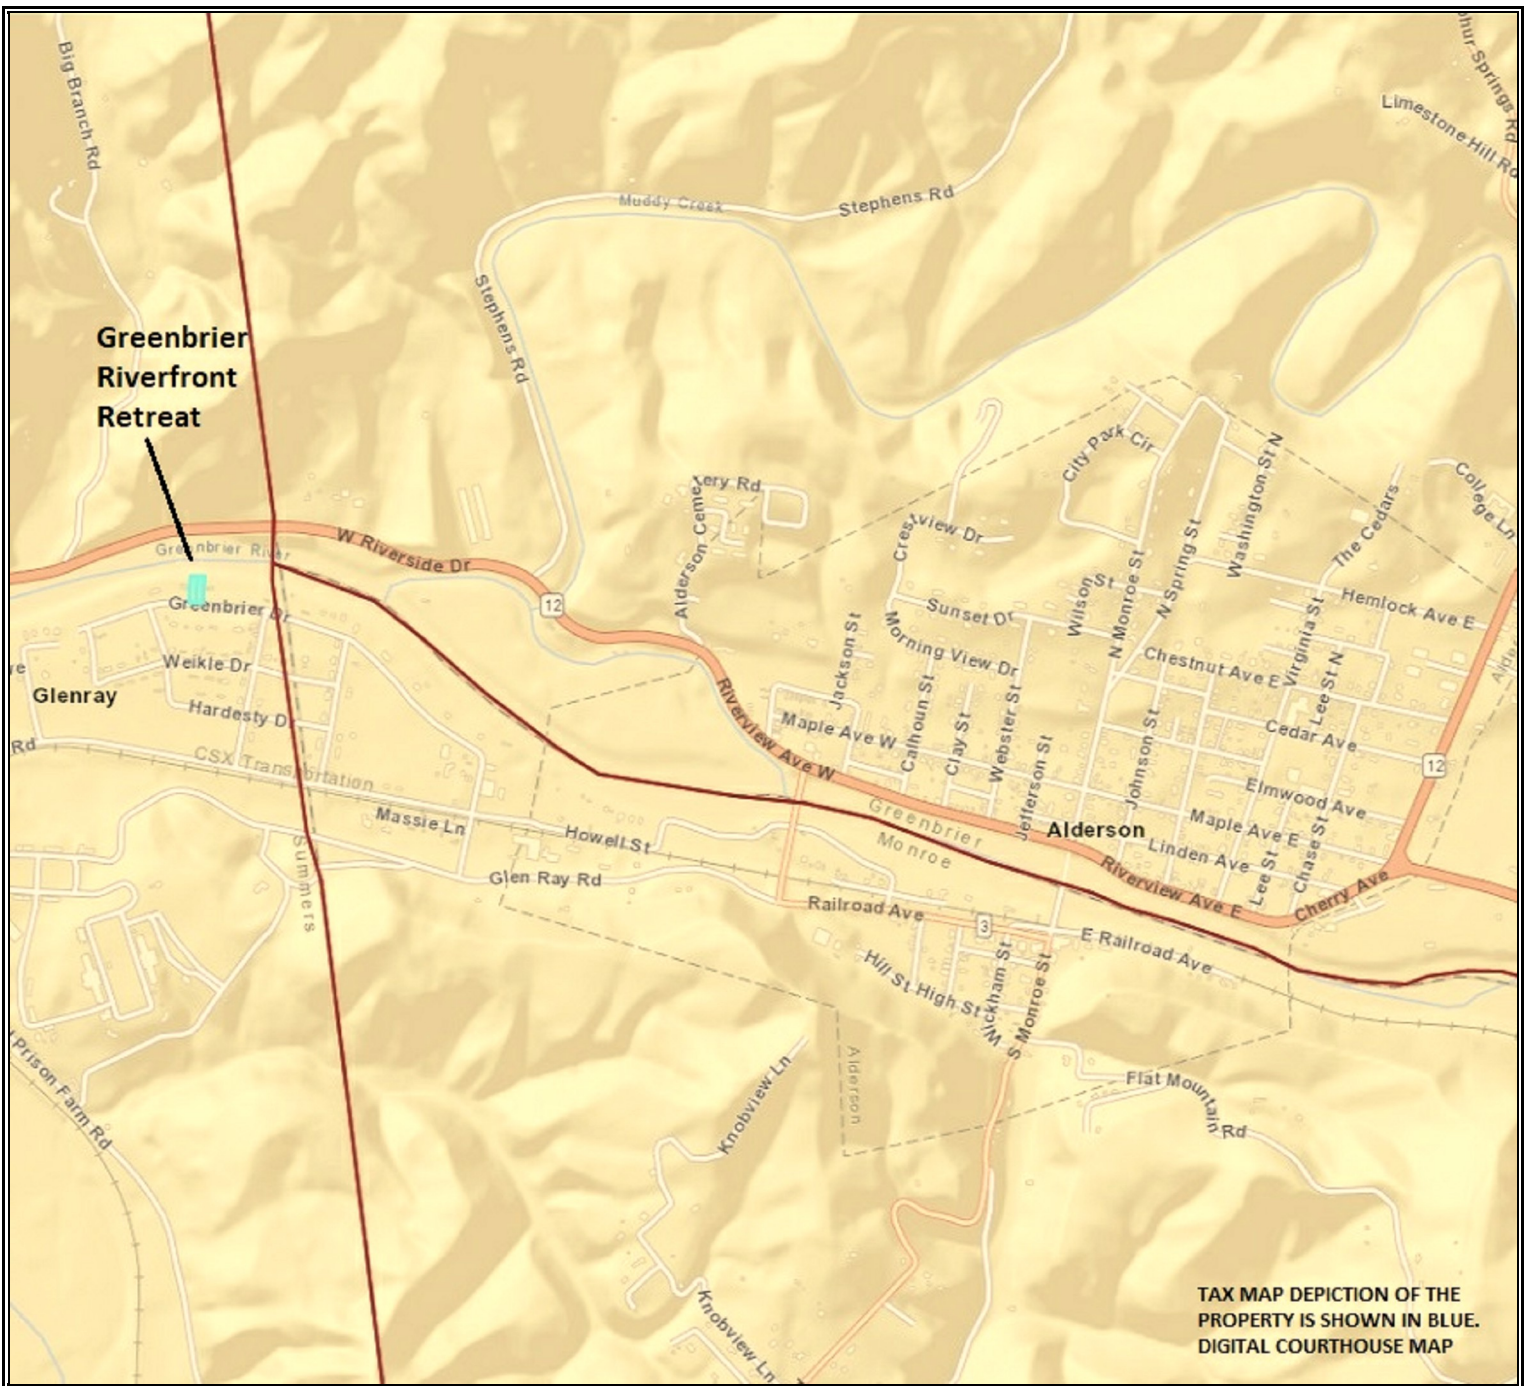 Big Branch Rd
phur Springs Rd
Limestone Hill Rd
Muddy Creek
Stephens Rd
Stephens Rd
Greenbrier
Riverfront
Retreat
City Park Cir
Washington St N
The Cedars
College Ln
Alderson Cemetery Rd
Crestview Dr
W Riverside Dr
Greenbrier River
12
Greenbrier Dr
Weikle Dr
Glenray
Hardesty Dr
Rd
CSX Transportation
Jackson St
Sunset Dr
Morning View Dr
Wilson St
N Monroe St
N Spring St
Hemlock Ave E
Virginia St
Chestnut Ave E
Lee St N
Cedar Ave
12
Riverview Ave W
Maple Ave W
Calhoun St
Clay St
Webster St
Jefferson St
Johnson St
Elmwood Ave
Maple Ave E
Linden Ave
Lee St
Chase St
Alderson
Greenbrier
Monroe
Massie Ln
Howell St
Glen Ray Rd
Summers
Railroad Ave
3
E Railroad Ave
Riverview Ave E
Cherry Ave
Hill St
High St
Wickham St
S Monroe St
Prison Farm Rd
Knobview Ln
Alderson
Flat Mountain Rd
Knobview Ln
TAX MAP DEPICTION OF THE
PROPERTY IS SHOWN IN BLUE.
DIGITAL COURTHOUSE MAP